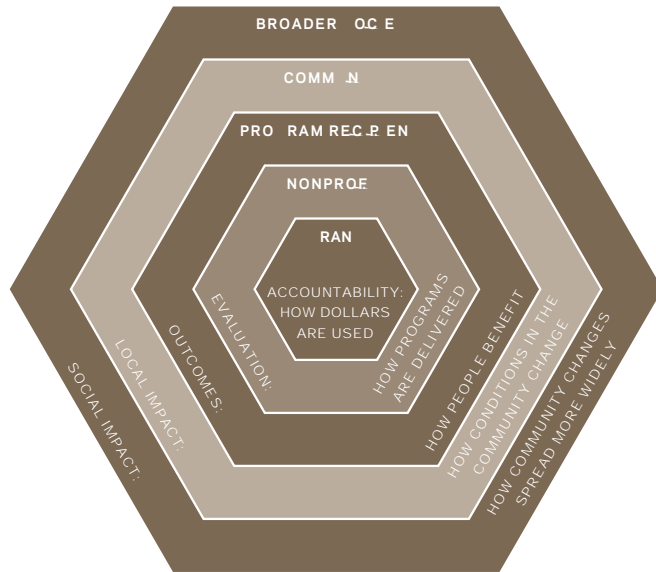 BROADER
ACCOUNTABILITY:
HOW DOLLARS
ARE USED
EVALUATION:
HOW PROGRAMS
ARE DELIVERED
OUTCOMES:
HOW PEOPLE BENEFIT
LOCAL IMPACT:
HOW CONDITIONS IN THE
COMMUNITY CHANGE
SOCIAL IMPACT:
HOW COMMUNITY CHANGES
SPREAD MORE WIDELY